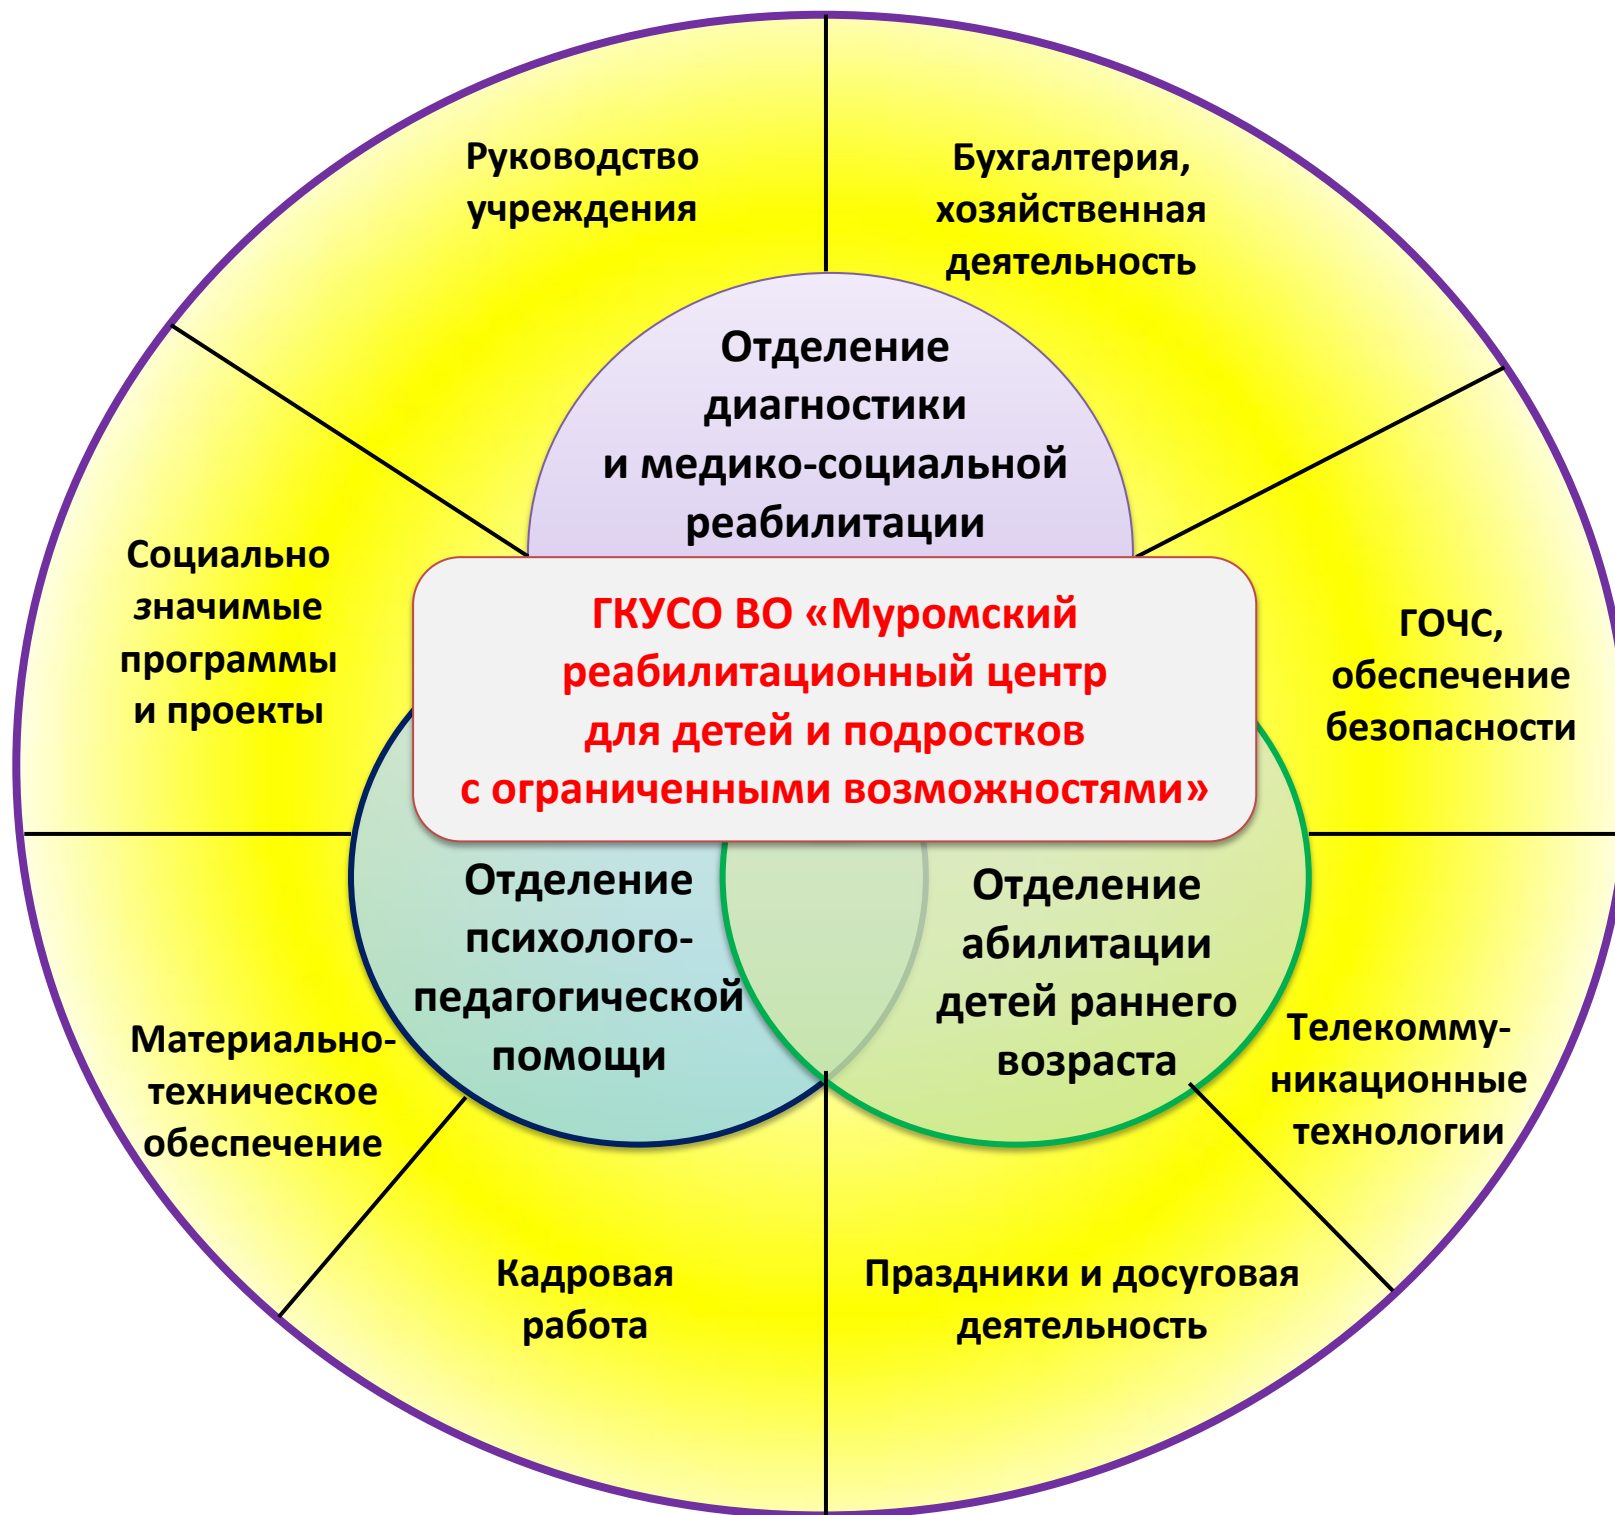 Руководство
учреждения
Бухгалтерия,
хозяйственная
деятельность
Отделение
диагностики
и медико-социальной
реабилитации
Социально
значимые
программы
и проекты
ГКУСО ВО «Муромский
реабилитационный центр
для детей и подростков
с ограниченными возможностями»
ГОЧС,
обеспечение
безопасности
Отделение
психолого-
педагогической
помощи
Отделение
абилитации
детей раннего
возраста
Материально-
техническое
обеспечение
Телекомму-
никационные
технологии
Кадровая
работа
Праздники и досуговая
деятельность